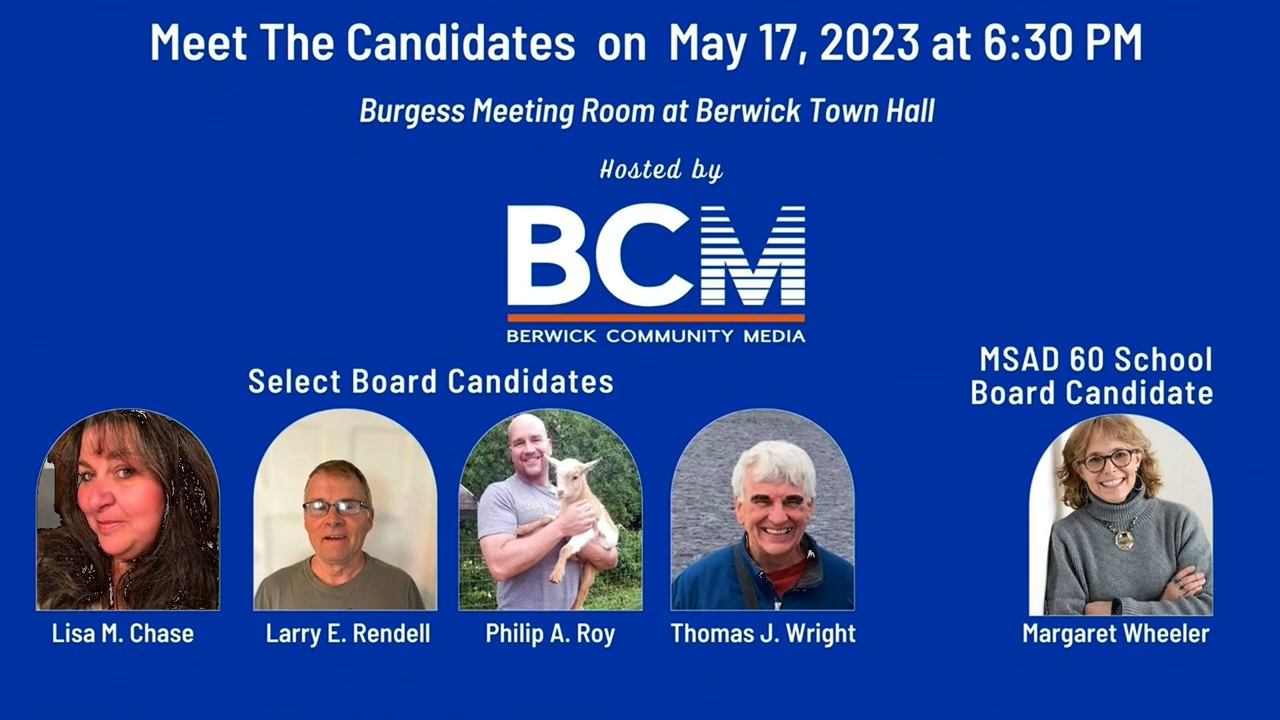 Meet The Candidates on May 17, 2023 at 6:30 PM
Burgess Meeting Room at Berwick Town Hall
Hosted by
BCM
BERWICK COMMUNITY MEDIA
Select Board Candidates
MSAD 60 School
Board Candidate
Lisa M. Chase
Larry E. Rendell
Philip A. Roy
Thomas J. Wright
Margaret Wheeler